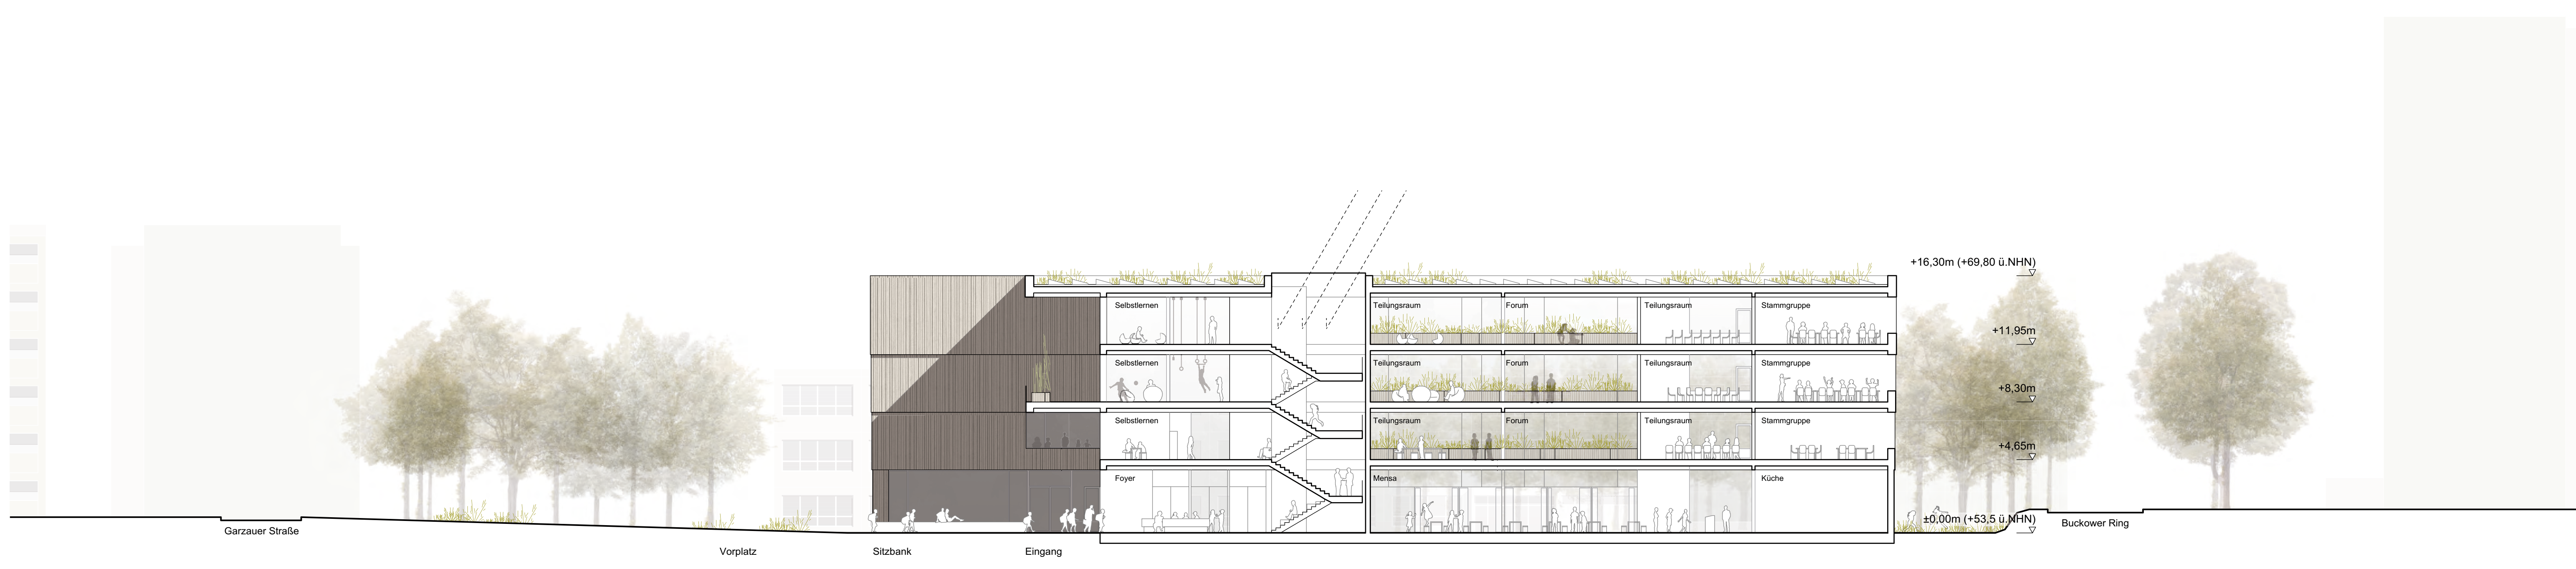 +16,30m (+69,80 ü.NHN)
Selbstlernen
Teilungsraum
Forum
Teilungsraum
Stammgruppe
+11,95m
Selbstlernen
Teilungsraum
Forum
Teilungsraum
Stammgruppe
+8,30m
Selbstlernen
Teilungsraum
Forum
Teilungsraum
Stammgruppe
+4,65m
Foyer
Mensa
Küche
±0,00m (+53,5 ü.NHN)
Buckower Ring
Garzauer Straße
Vorplatz
Sitzbank
Eingang